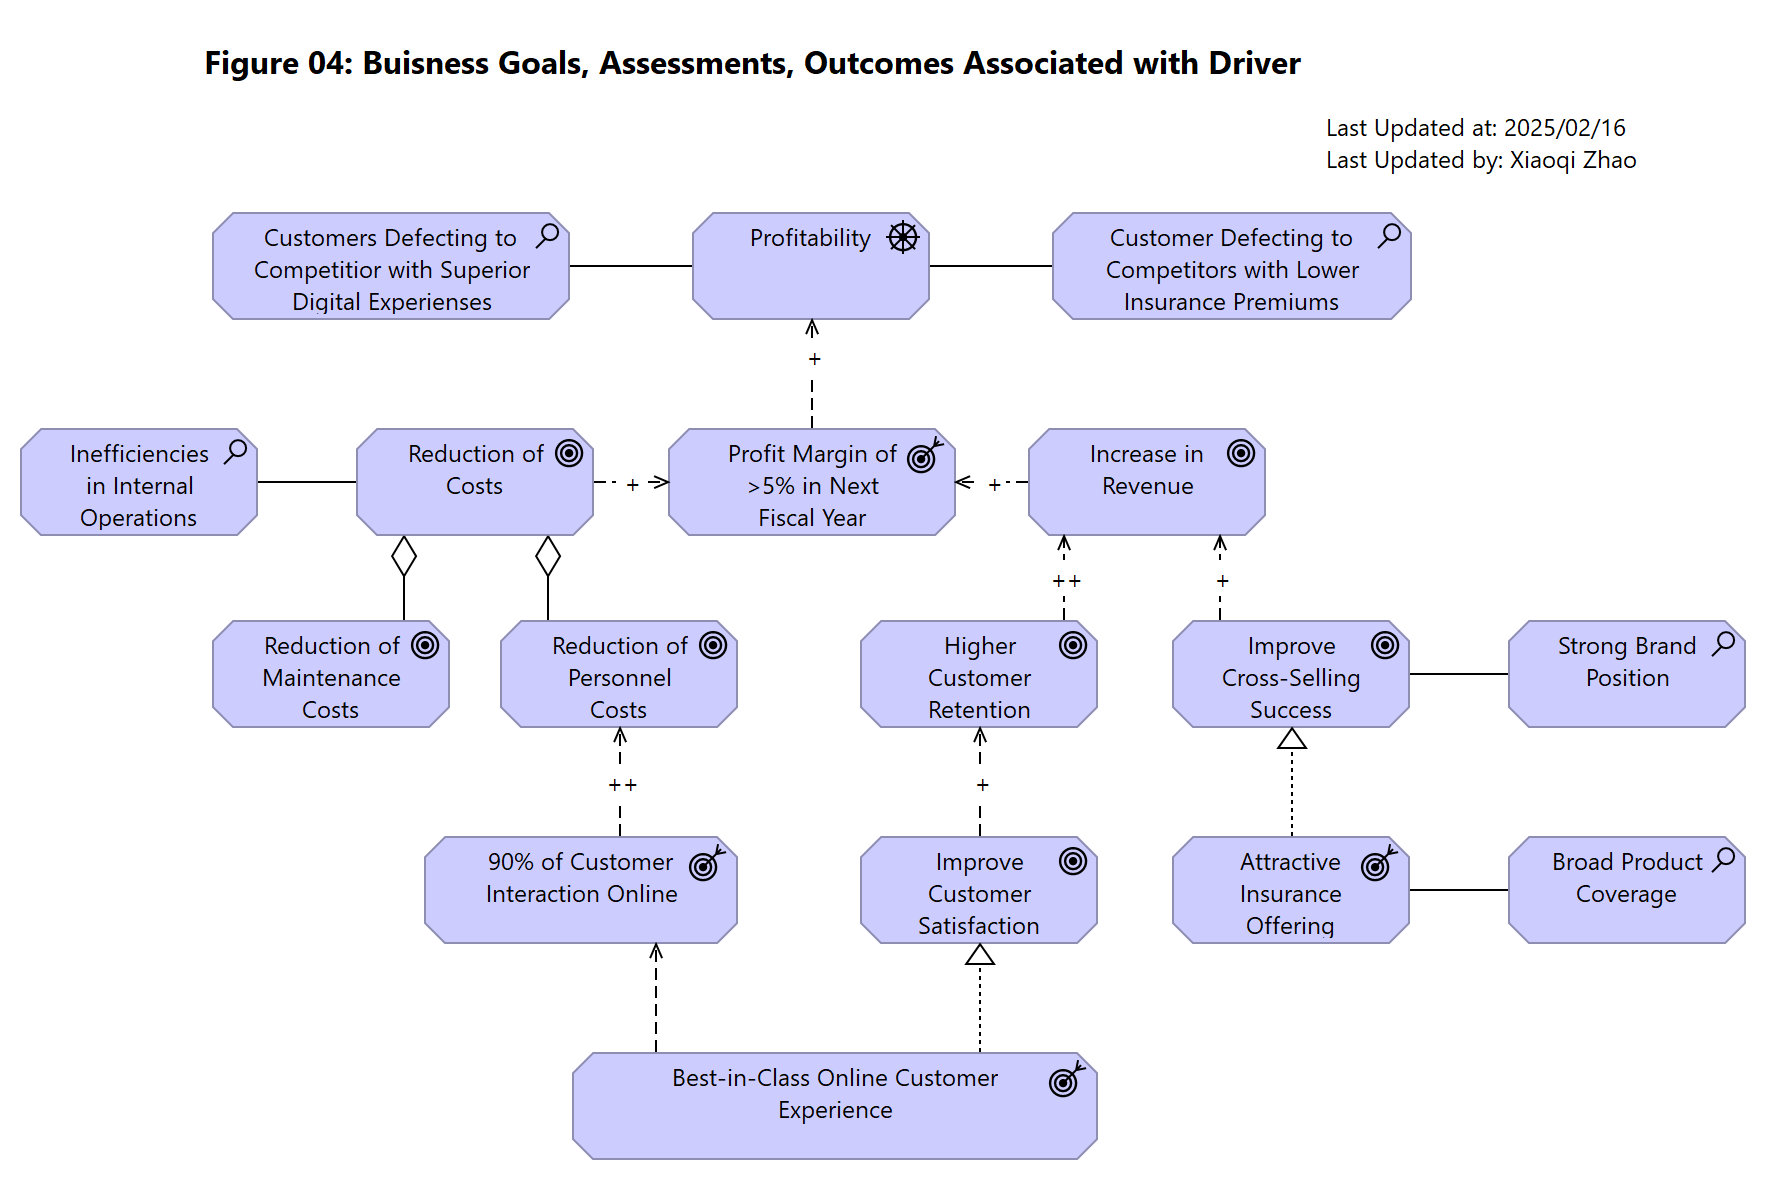 Figure 04: Buisness Goals, Assessments, Outcomes Associated with Driver
Last Updated at: 2025/02/16
Last Updated by: Xiaoqi Zhao
Customers Defecting to
Competitior with Superior
Digital Experienses
Profitability
Customer Defecting to
Competitors with Lower
Insurance Premiums
+
Inefficiencies
in Internal
Operations
Reduction of
Costs
+
Profit Margin of
>5% in Next
Fiscal Year
+
Increase in
Revenue
++
+
Reduction of
Maintenance
Costs
Reduction of
Personnel
Costs
Higher
Customer
Retention
Improve
Cross-Selling
Success
Strong Brand
Position
++
+
90% of Customer
Interaction Online
Improve
Customer
Satisfaction
Attractive
Insurance
Offering
Broad Product
Coverage
Best-in-Class Online Customer
Experience